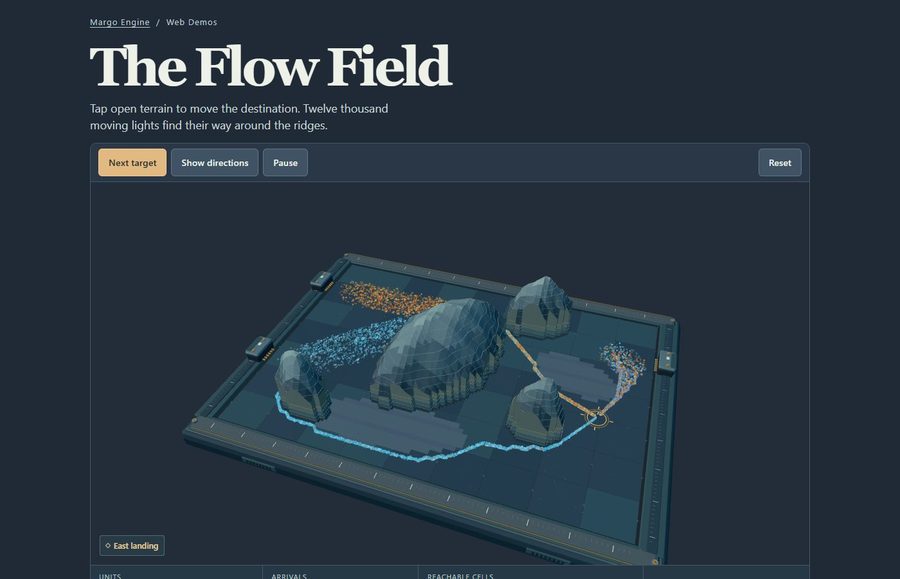 Margo Engine / Web Demos
The Flow Field
Tap open terrain to move the destination. Twelve thousand
moving lights find their way around the ridges.
Next target
Show directions
Pause
Reset
East landing
UNITS
ARRIVALS
REACHABLE CELLS